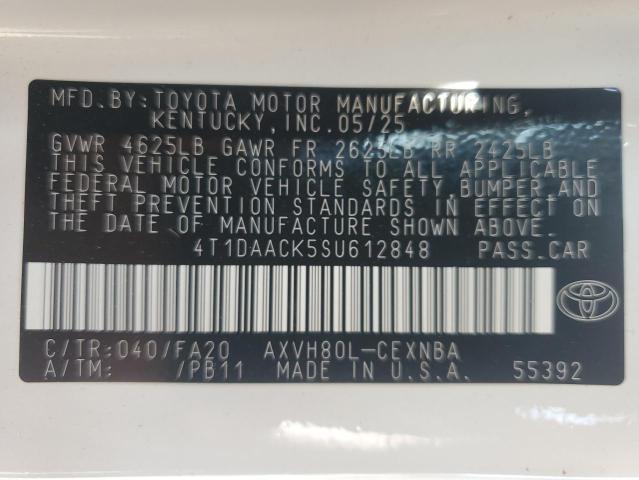 MFD.BY:TOYOTA MOTOR MANUFACTURING,
KENTUCKY,INC.05/25
GVWR 4625LB GAWR FR 2625LB RR 2425LB
THIS VEHICLE CONFORMS TO ALL APPLICABLE
FEDERAL MOTOR VEHICLE SAFETY,BUMPER AND
THEFT PREVENTION STANDARDS IN EFFECT ON
THE DATE OF MANUFACTURE SHOWN ABOVE.
4T1DAACK5SU612848 PASS.CAR
C/TR:040/FA20 AXVH80L-CEXNBA
A/TM: /PB11 MADE IN U.S.A. 55392